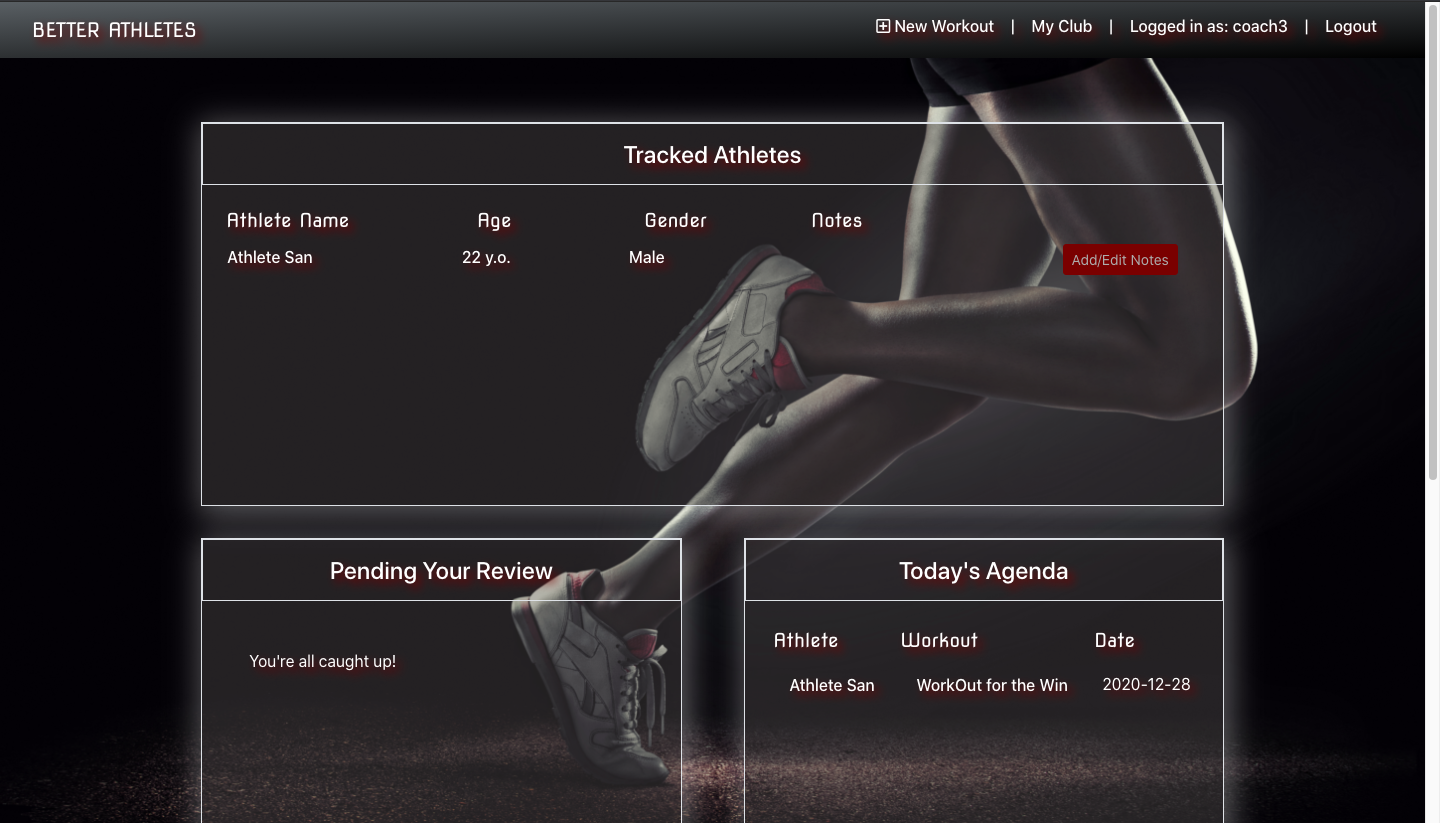 BETTER ATHLETES
New Workout | My Club | Logged in as: coach3 | Logout
Tracked Athletes
Athlete Name Age Gender Notes
Athlete San 22 y.o. Male Add/Edit Notes
Pending Your Review
You're all caught up!
Today's Agenda
Athlete Workout Date
Athlete San WorkOut for the Win 2020-12-28